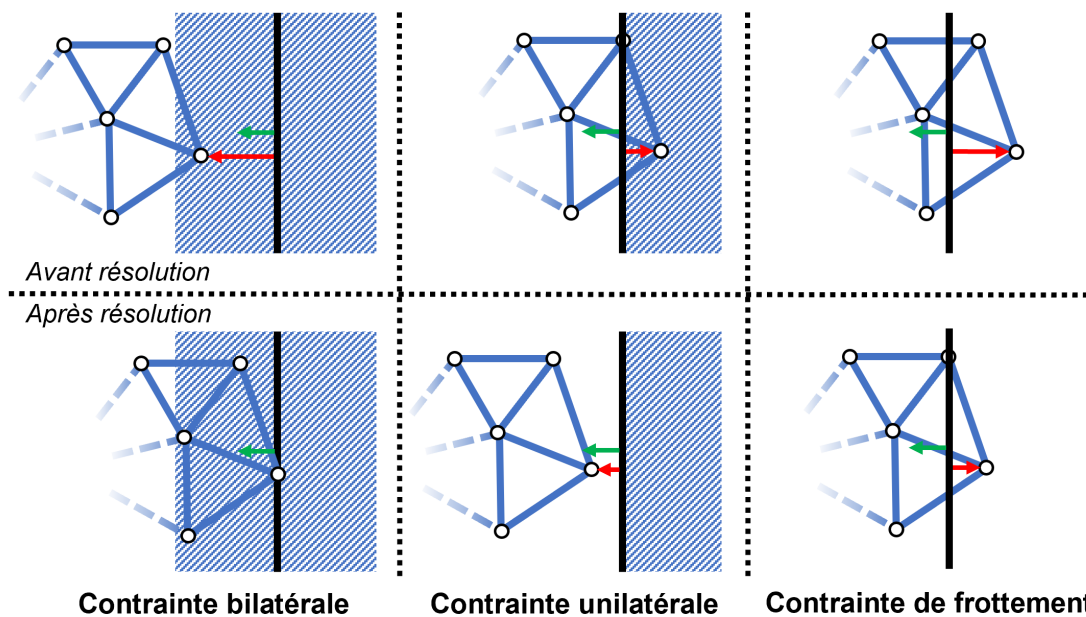 Avant résolution
Après résolution
Contrainte bilatérale
Contrainte unilatérale
Contrainte de frottement